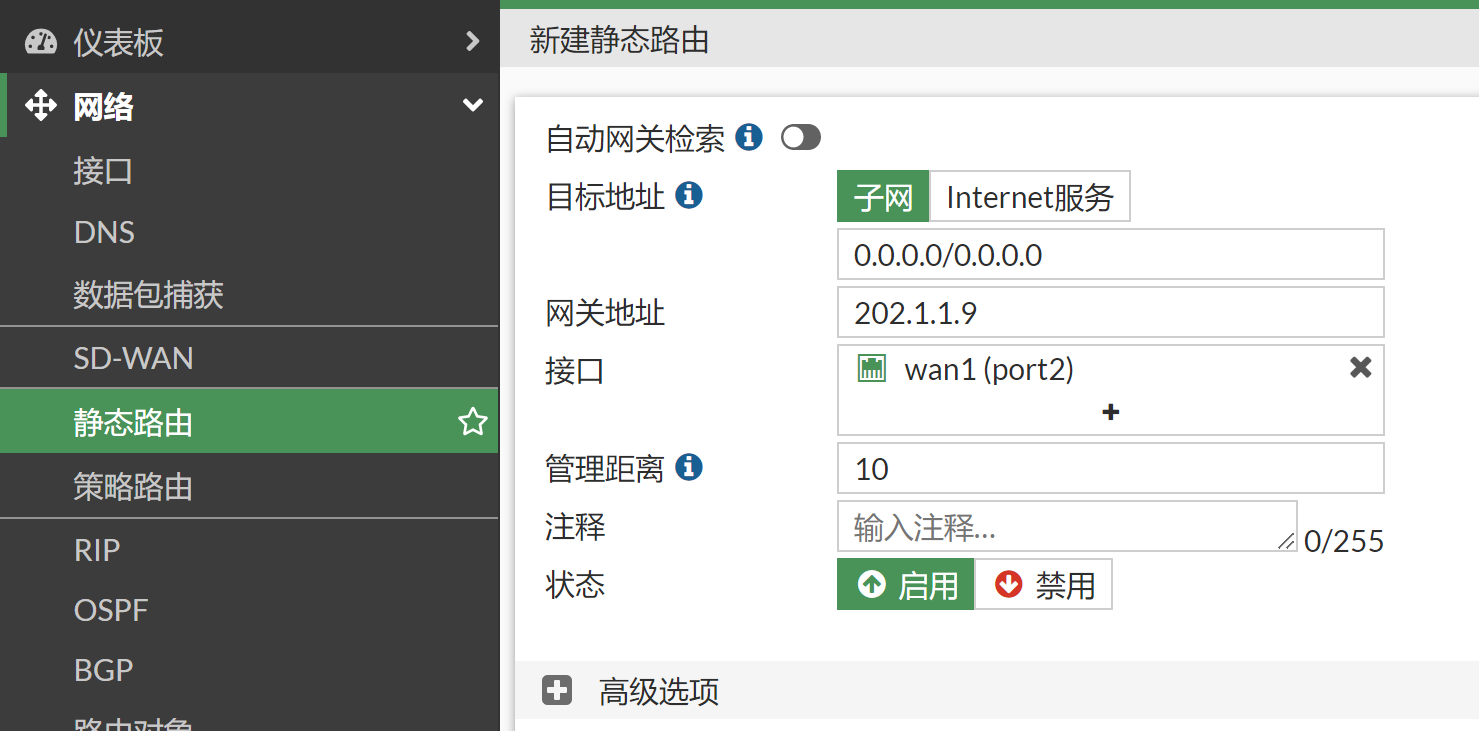 仪表板
网络
接口
DNS
数据包捕获
SD-WAN
静态路由
策略路由
RIP
OSPF
BGP
路由对象
新建静态路由
自动网关检索
目标地址 子网 Internet服务
0.0.0.0/0.0.0.0
网关地址 202.1.1.9
接口 wan1 (port2)
管理距离 10
注释 输入注释... 0/255
状态 启用 禁用
高级选项